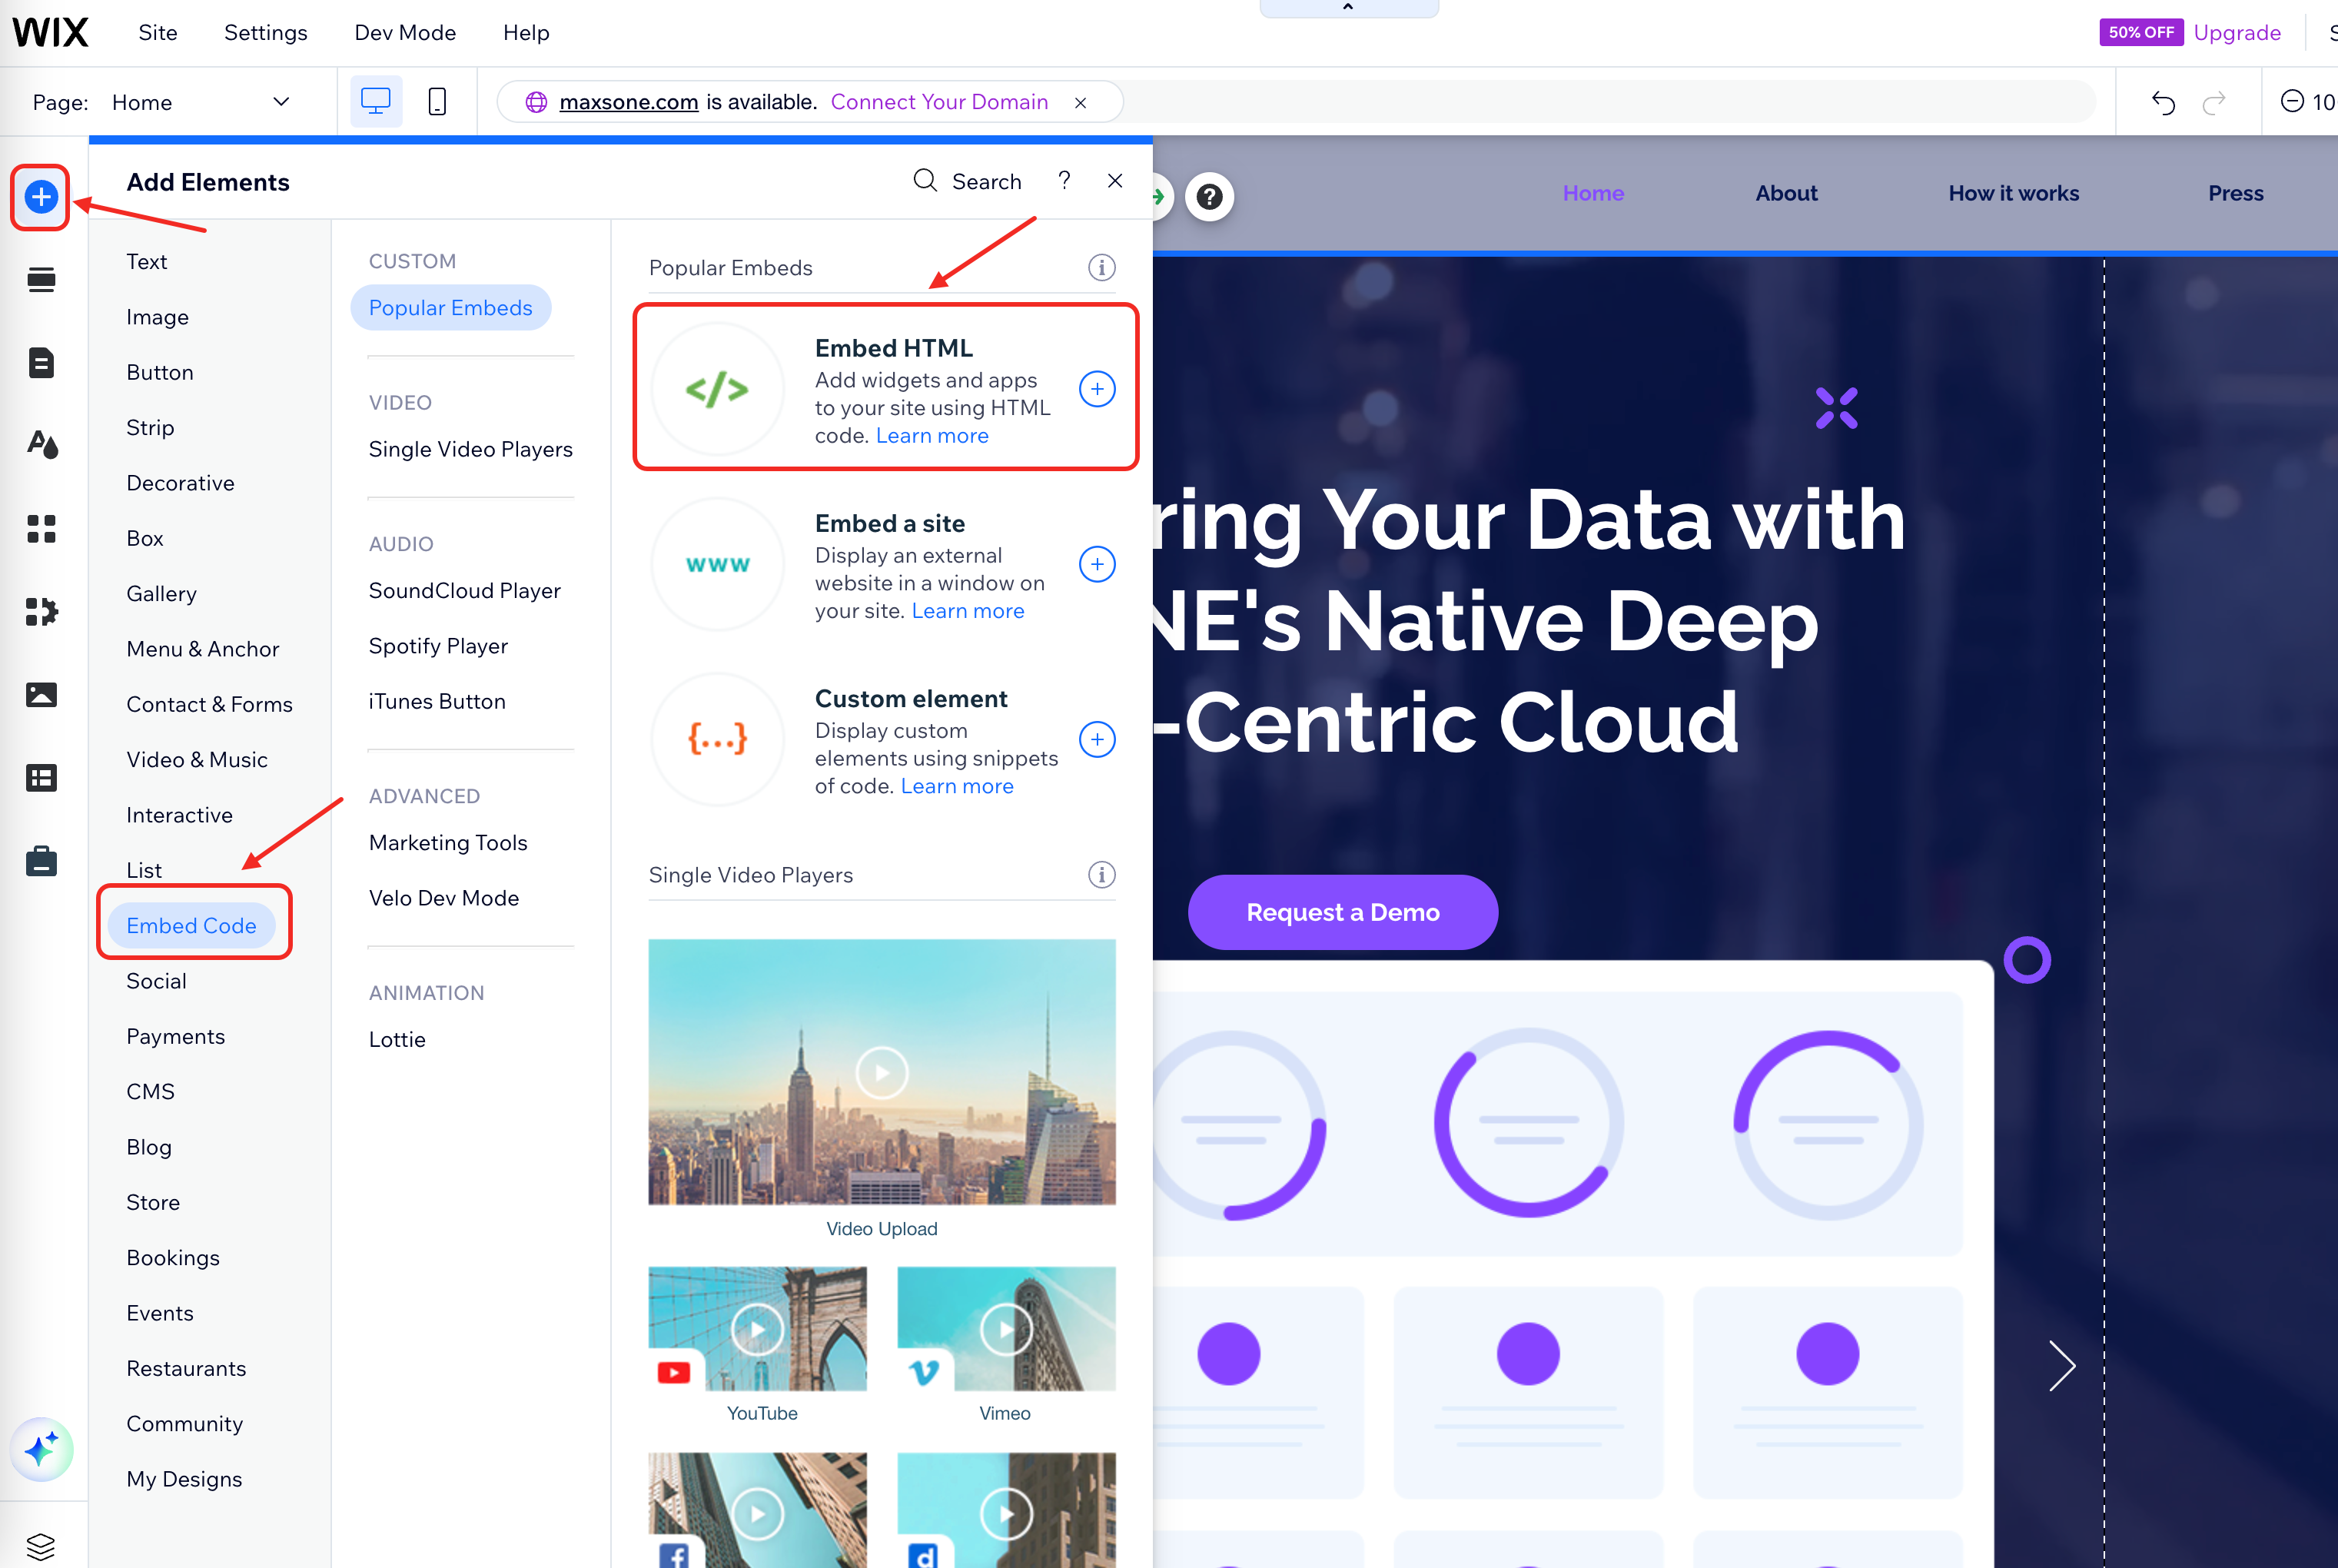 WIX
Site
Settings
Dev Mode
Help
50% OFF
Upgrade
Page:
Home
maxsone.com is available. Connect Your Domain
10
Add Elements
Search
?
Text
Image
Button
Strip
Decorative
Box
Gallery
Menu & Anchor
Contact & Forms
Video & Music
Interactive
List
Embed Code
Social
Payments
CMS
Blog
Store
Bookings
Events
Restaurants
Community
My Designs
CUSTOM
Popular Embeds
VIDEO
Single Video Players
AUDIO
SoundCloud Player
Spotify Player
iTunes Button
ADVANCED
Marketing Tools
Velo Dev Mode
ANIMATION
Lottie
Popular Embeds
</>
Embed HTML
Add widgets and apps
to your site using HTML
code. Learn more
www
Embed a site
Display an external
website in a window on
your site. Learn more
{...}
Custom element
Display custom
elements using snippets
of code. Learn more
Single Video Players
Video Upload
YouTube
Vimeo
?
Home
About
How it works
Press
ring Your Data with
NE's Native Deep
-Centric Cloud
Request a Demo